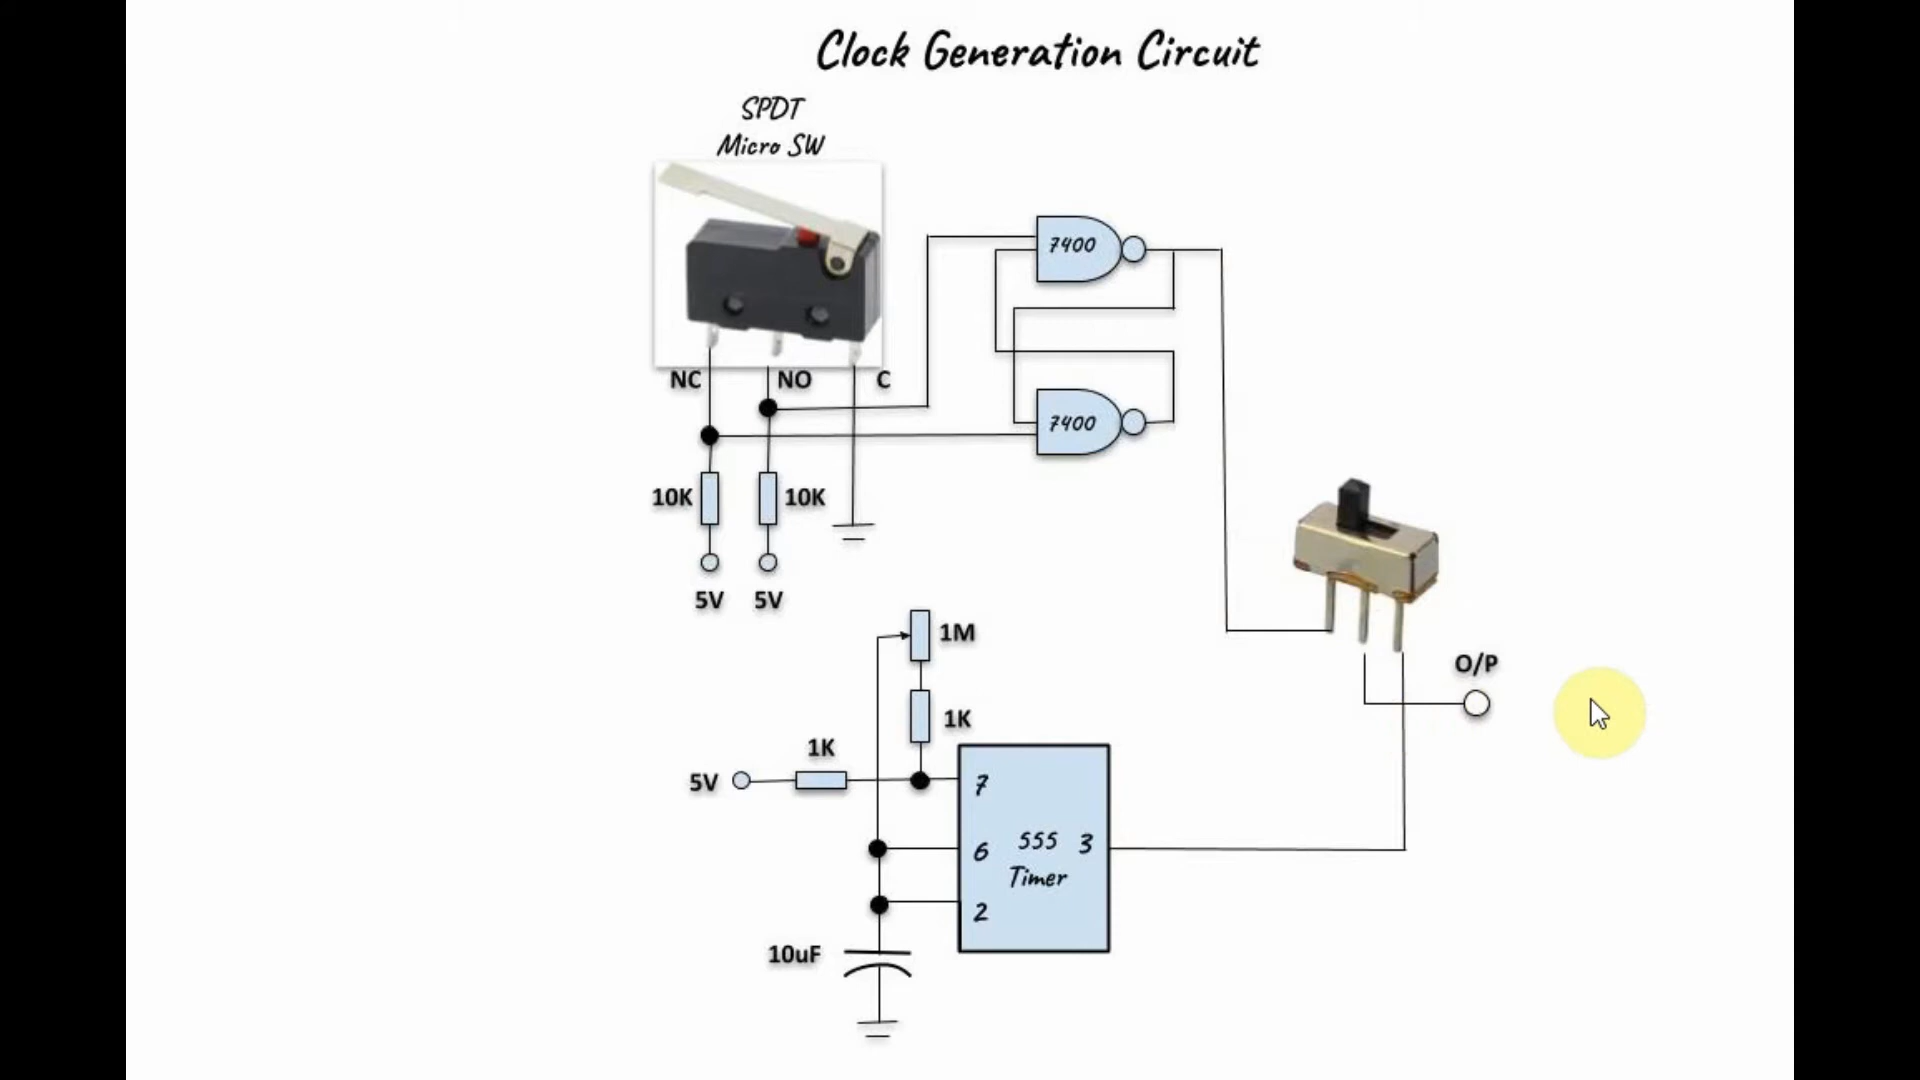 Clock Generation Circuit
SPDT
Micro SW
7400
NC
NO
C
7400
10K
10K
5V
5V
1M
O/P
1K
1K
5V
7
555
3
6
Timer
2
10uF